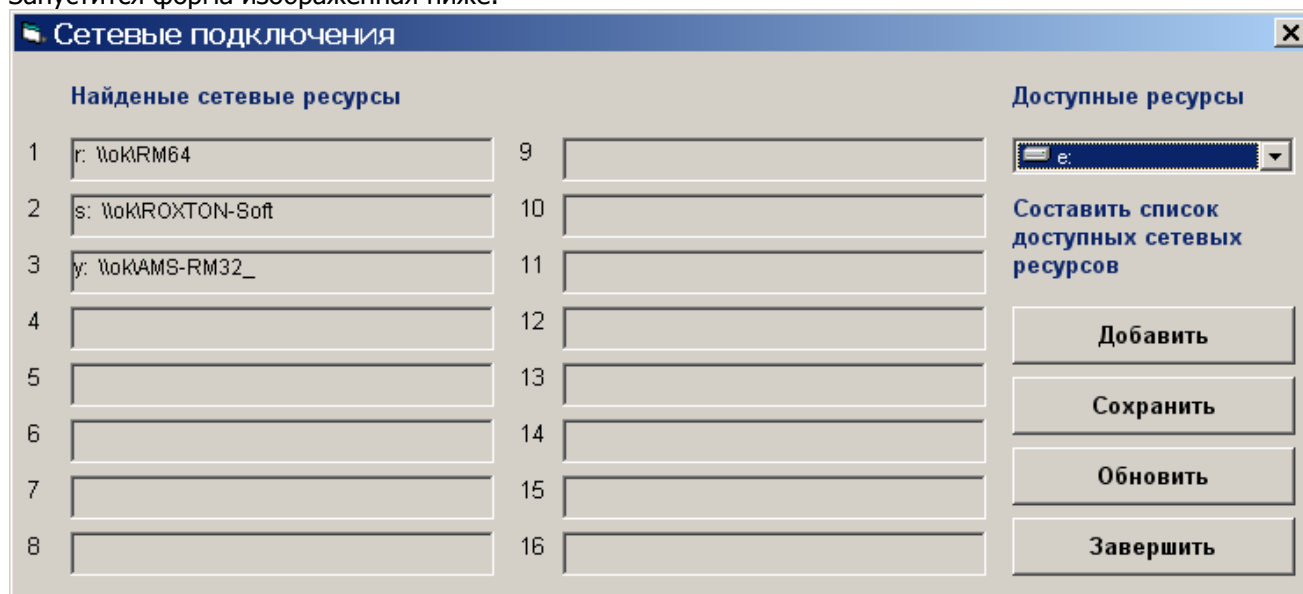 Запустится форма изображенная ниже.
Сетевые подключения
Найденые сетевые ресурсы
1 r: \\ok\RM64
2 s: \\ok\ROXTON-Soft
3 y: \\ok\AMS-RM32_
4
5
6
7
8
9
10
11
12
13
14
15
16
Доступные ресурсы
e:
Составить список
доступных сетевых
ресурсов
Добавить
Сохранить
Обновить
Завершить